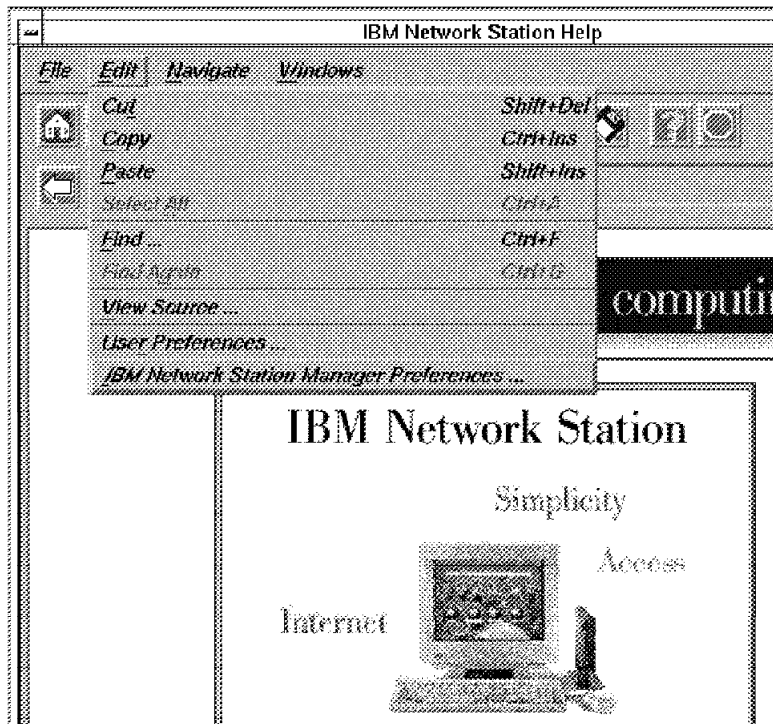 IBM Network Station Help
File Edit Navigate Windows
Cut Shift+Del
Copy Ctrl+Ins
Paste Shift+Ins
Select All Ctrl+A
Find ... Ctrl+F
Find Again Ctrl+G
View Source ...
User Preferences ...
IBM Network Station Manager Preferences ...
computin
IBM Network Station
Simplicity
Access
Internet